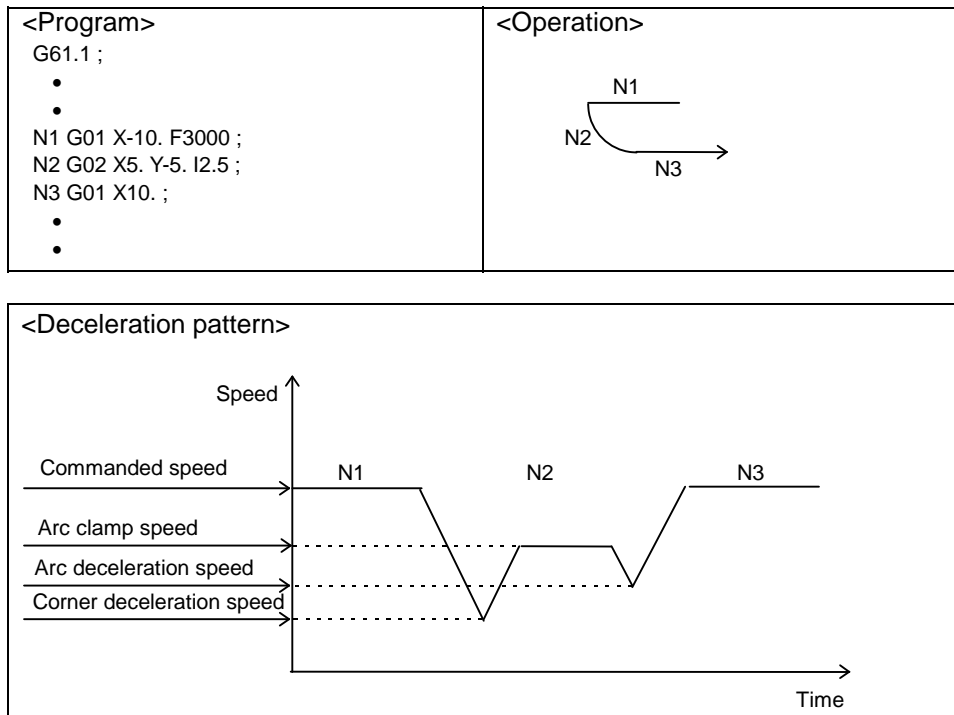 <Program>
G61.1 ;
•
•
N1 G01 X-10. F3000 ;
N2 G02 X5. Y-5. I2.5 ;
N3 G01 X10. ;
•
•
<Operation>
N1
N2
N3
<Deceleration pattern>
Speed
Commanded speed
N1
N2
N3
Arc clamp speed
Arc deceleration speed
Corner deceleration speed
Time